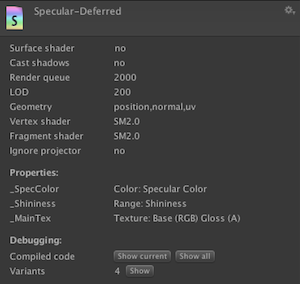 Specular-Deferred
Surface shader no
Cast shadows no
Render queue 2000
LOD 200
Geometry position,normal,uv
Vertex shader SM2.0
Fragment shader SM2.0
Ignore projector no
Properties:
_SpecColor Color: Specular Color
_Shininess Range: Shininess
_MainTex Texture: Base (RGB) Gloss (A)
Debugging:
Compiled code Show current Show all
Variants 4 Show